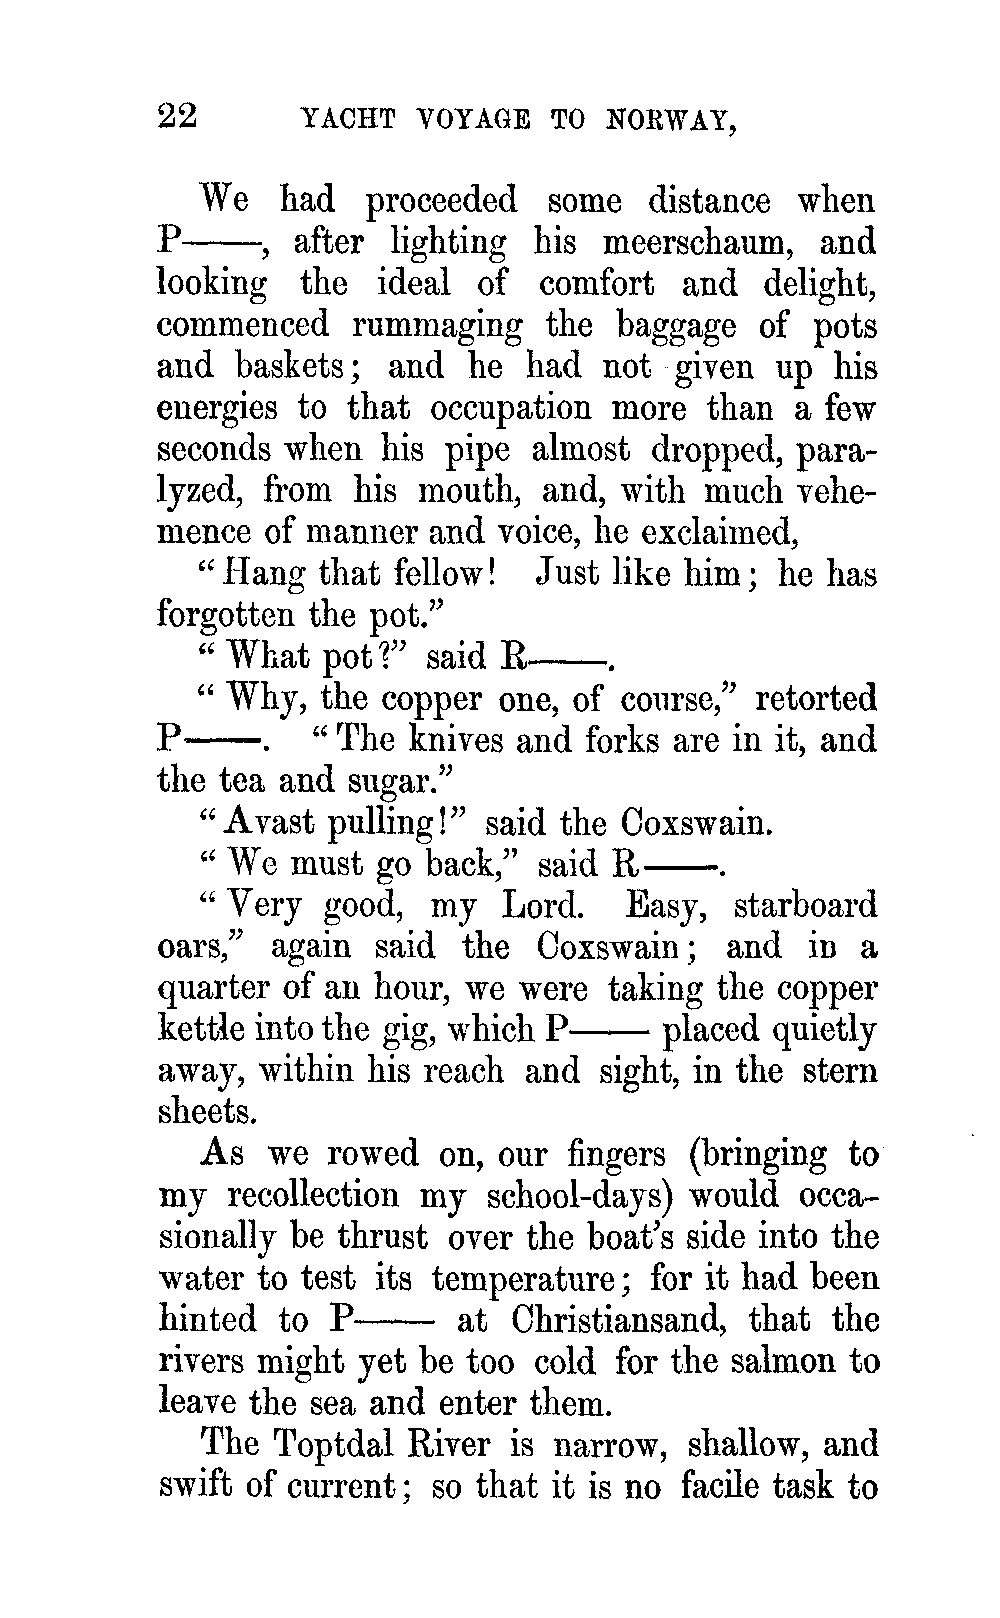 22 YACHT VOYAGE TO NORWAY,
We had proceeded some distance when
P——, after lighting his meerschaum, and
looking the ideal of comfort and delight,
commenced rummaging the baggage of pots
and baskets; and he had not given up his
energies to that occupation more than a few
seconds when his pipe almost dropped, para-
lyzed, from his mouth, and, with much vehe-
mence of manner and voice, he exclaimed,
“Hang that fellow! Just like him; he has
forgotten the pot.”
“What pot?” said R——.
“Why, the copper one, of course,” retorted
P——. “The knives and forks are in it, and
the tea and sugar.”
“Avast pulling!” said the Coxswain.
“We must go back,” said R——.
“Very good, my Lord. Easy, starboard
oars,” again said the Coxswain; and in a
quarter of an hour, we were taking the copper
kettle into the gig, which P—— placed quietly
away, within his reach and sight, in the stern
sheets.
As we rowed on, our fingers (bringing to
my recollection my school-days) would occa-
sionally be thrust over the boat’s side into the
water to test its temperature; for it had been
hinted to P—— at Christiansand, that the
rivers might yet be too cold for the salmon to
leave the sea and enter them.
The Toptdal River is narrow, shallow, and
swift of current; so that it is no facile task to